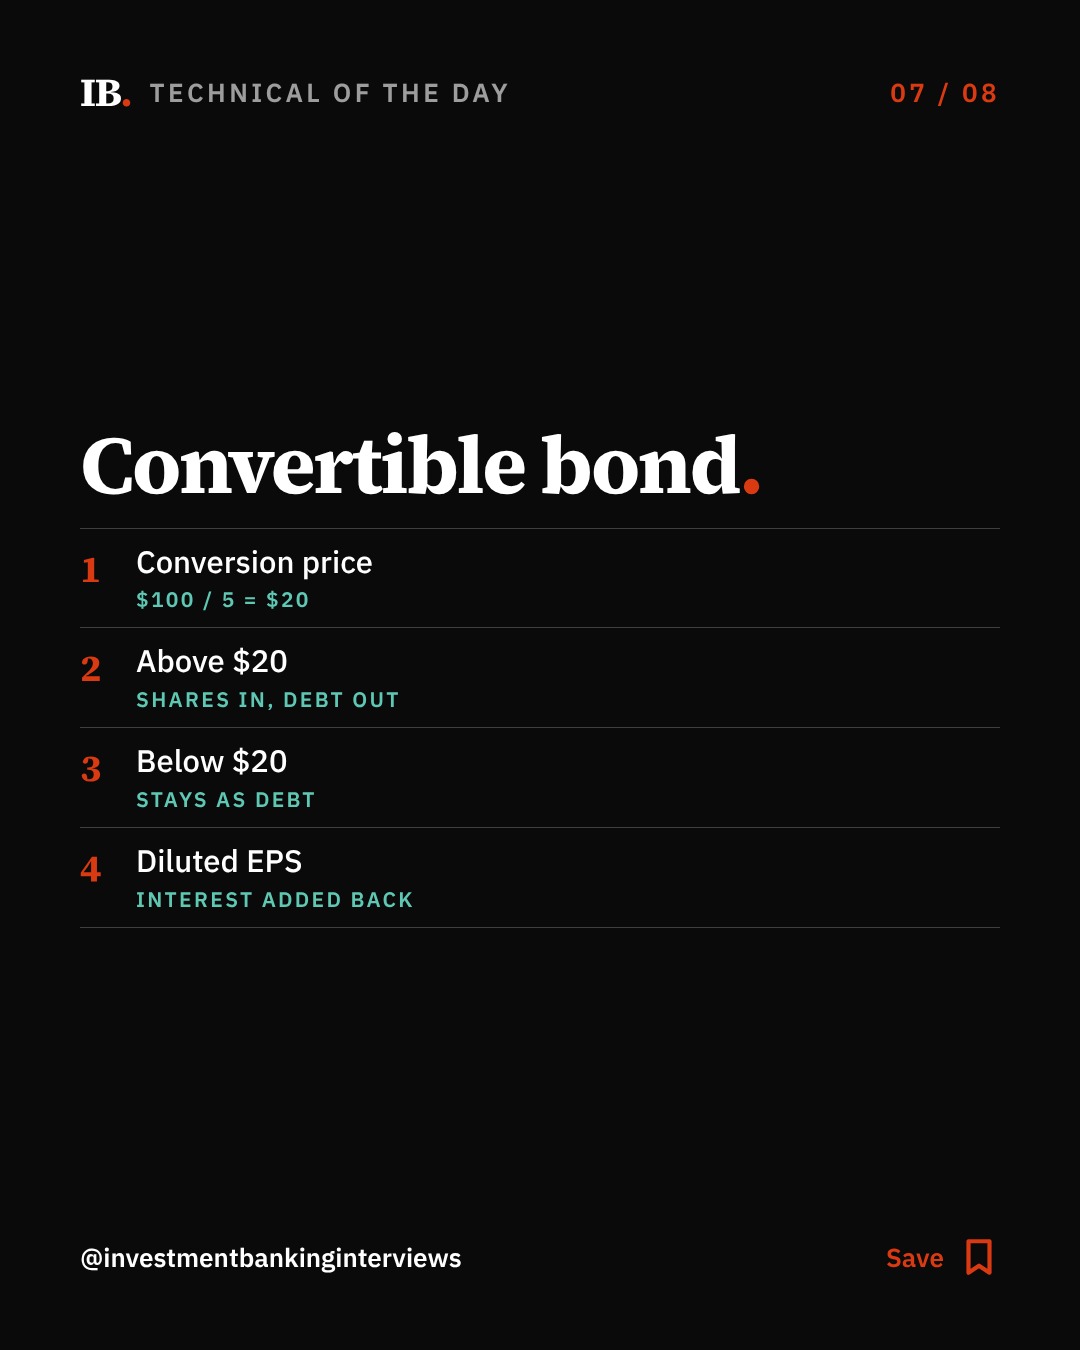 IB. TECHNICAL OF THE DAY
07 / 08
Convertible bond.
1 Conversion price
$100 / 5 = $20
2 Above $20
SHARES IN, DEBT OUT
3 Below $20
STAYS AS DEBT
4 Diluted EPS
INTEREST ADDED BACK
@investmentbankinginterviews
Save